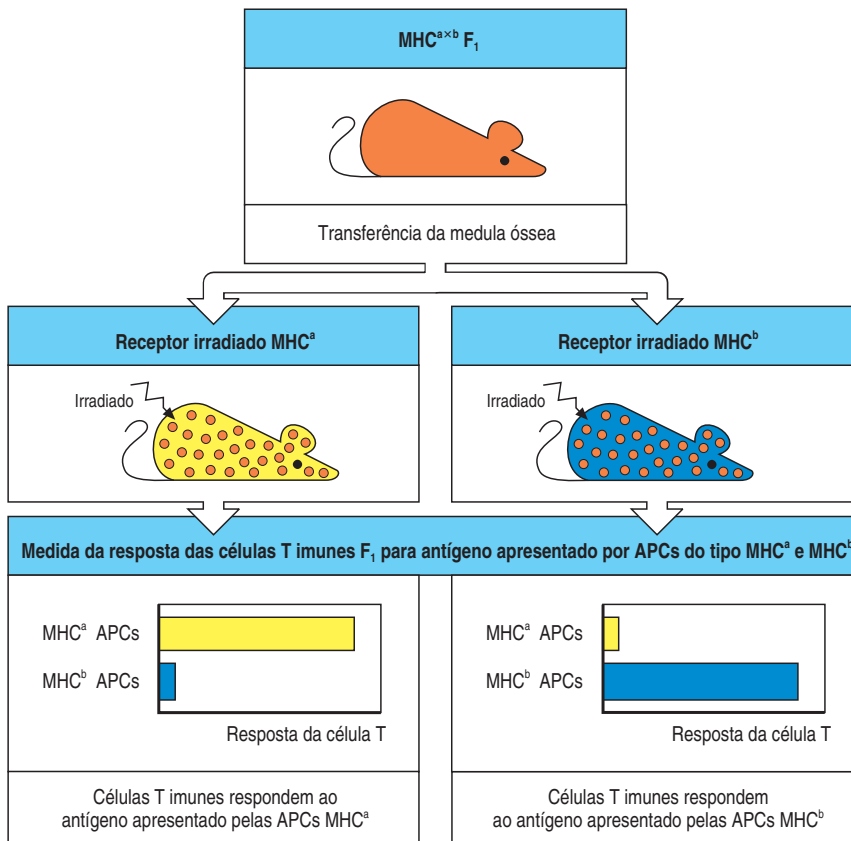 MHCᵃˣᵇ F₁
Transferência da medula óssea
Receptor irradiado MHCᵃ
Irradiado
Receptor irradiado MHCᵇ
Irradiado
Medida da resposta das células T imunes F₁ para antígeno apresentado por APCs do tipo MHCᵃ e MHCᵇ
MHCᵃ APCs
MHCᵇ APCs
Resposta da célula T
Células T imunes respondem ao
antígeno apresentado pelas APCs MHCᵃ
MHCᵃ APCs
MHCᵇ APCs
Resposta da célula T
Células T imunes respondem
ao antígeno apresentado pelas APCs MHCᵇ